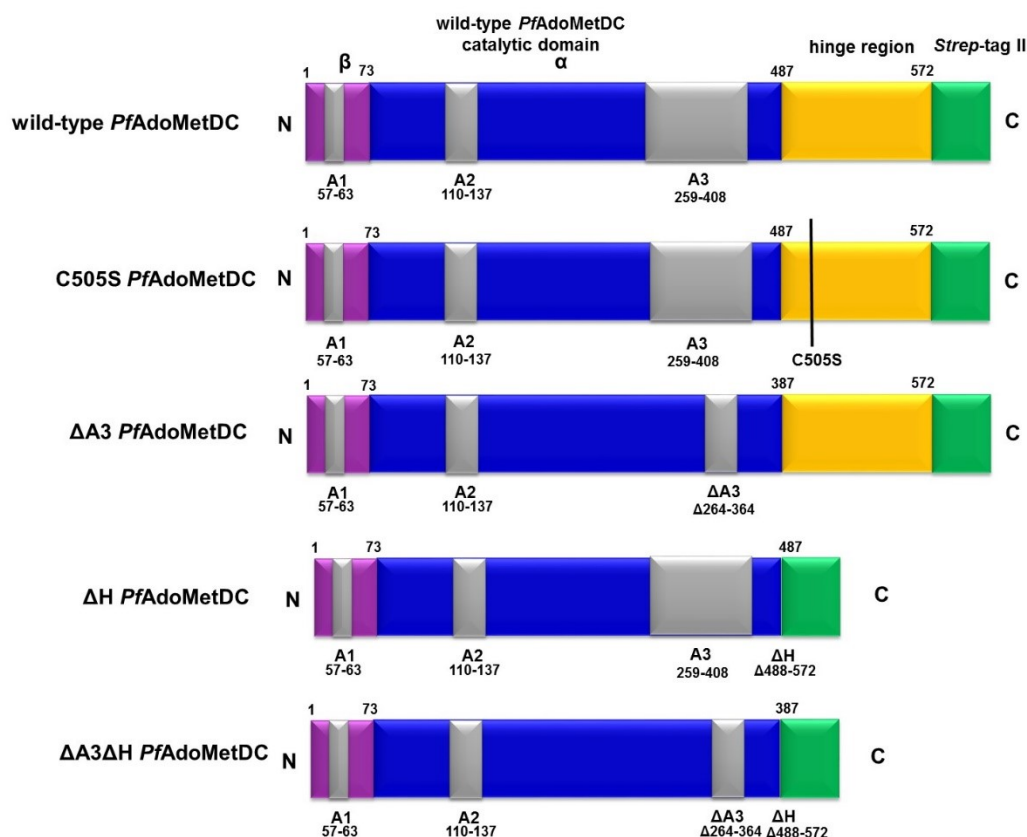 wild-type PfAdoMetDC
catalytic domain
hinge region Strep-tag II
β α
1 73 487 572
wild-type PfAdoMetDC N C
A1 A2 A3
57-63 110-137 259-408
1 73 487 572
C505S PfAdoMetDC N C
A1 A2 A3 C505S
57-63 110-137 259-408
1 73 387 572
ΔA3 PfAdoMetDC N C
A1 A2 ΔA3
57-63 110-137 Δ264-364
1 73 487
ΔH PfAdoMetDC N C
A1 A2 A3 ΔH
57-63 110-137 259-408 Δ488-572
1 73 387
ΔA3ΔH PfAdoMetDC N C
A1 A2 ΔA3 ΔH
57-63 110-137 Δ264-364 Δ488-572